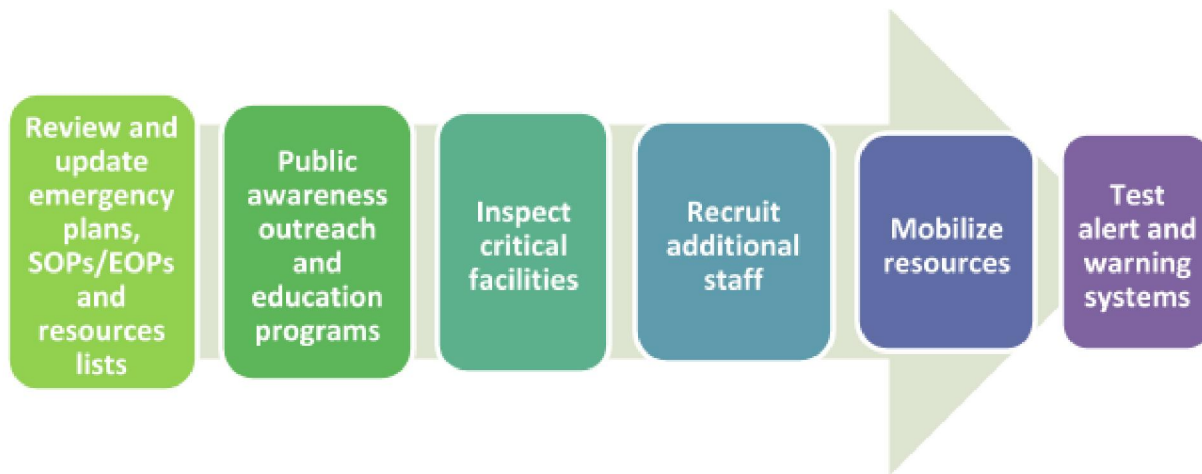 Review and
update
emergency
plans,
SOPs/EOPs
and
resources
lists
Public
awareness
outreach
and
education
programs
Inspect
critical
facilities
Recruit
additional
staff
Mobilize
resources
Test
alert and
warning
systems